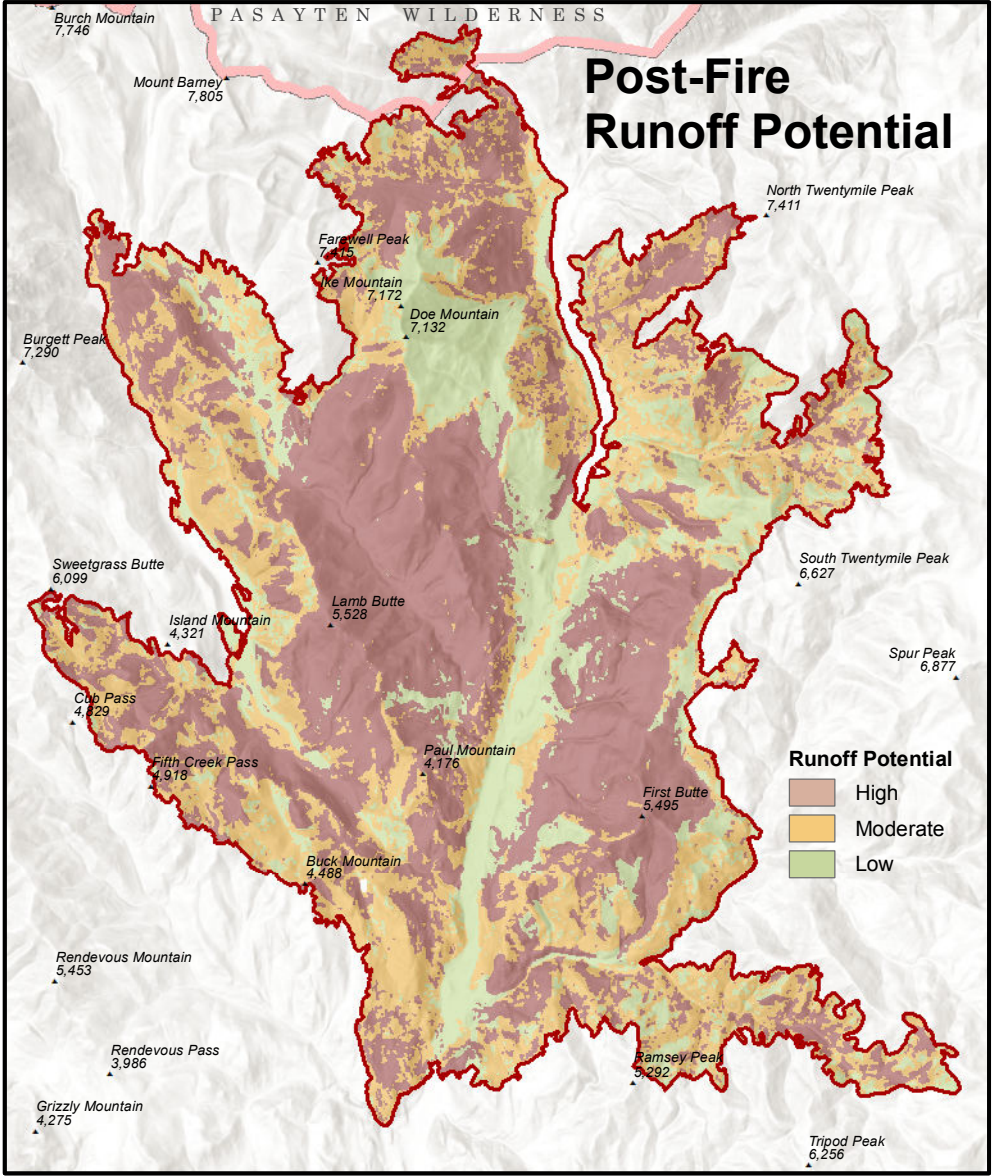 PASAYTEN WILDERNESS
Burch Mountain
7,746
Post-Fire
Runoff Potential
Mount Barney
7,805
North Twentymile Peak
7,411
Farewell Peak
7,415
Ike Mountain
7,172
Doe Mountain
7,132
Burgett Peak
7,290
Sweetgrass Butte
6,099
South Twentymile Peak
6,627
Lamb Butte
5,528
Island Mountain
4,321
Spur Peak
6,877
Cub Pass
4,829
Paul Mountain
4,176
Runoff Potential
High
Moderate
Low
Fifth Creek Pass
4,918
First Butte
5,495
Buck Mountain
4,488
Rendevous Mountain
5,453
Rendevous Pass
3,986
Ramsey Peak
5,292
Grizzly Mountain
4,275
Tripod Peak
6,256